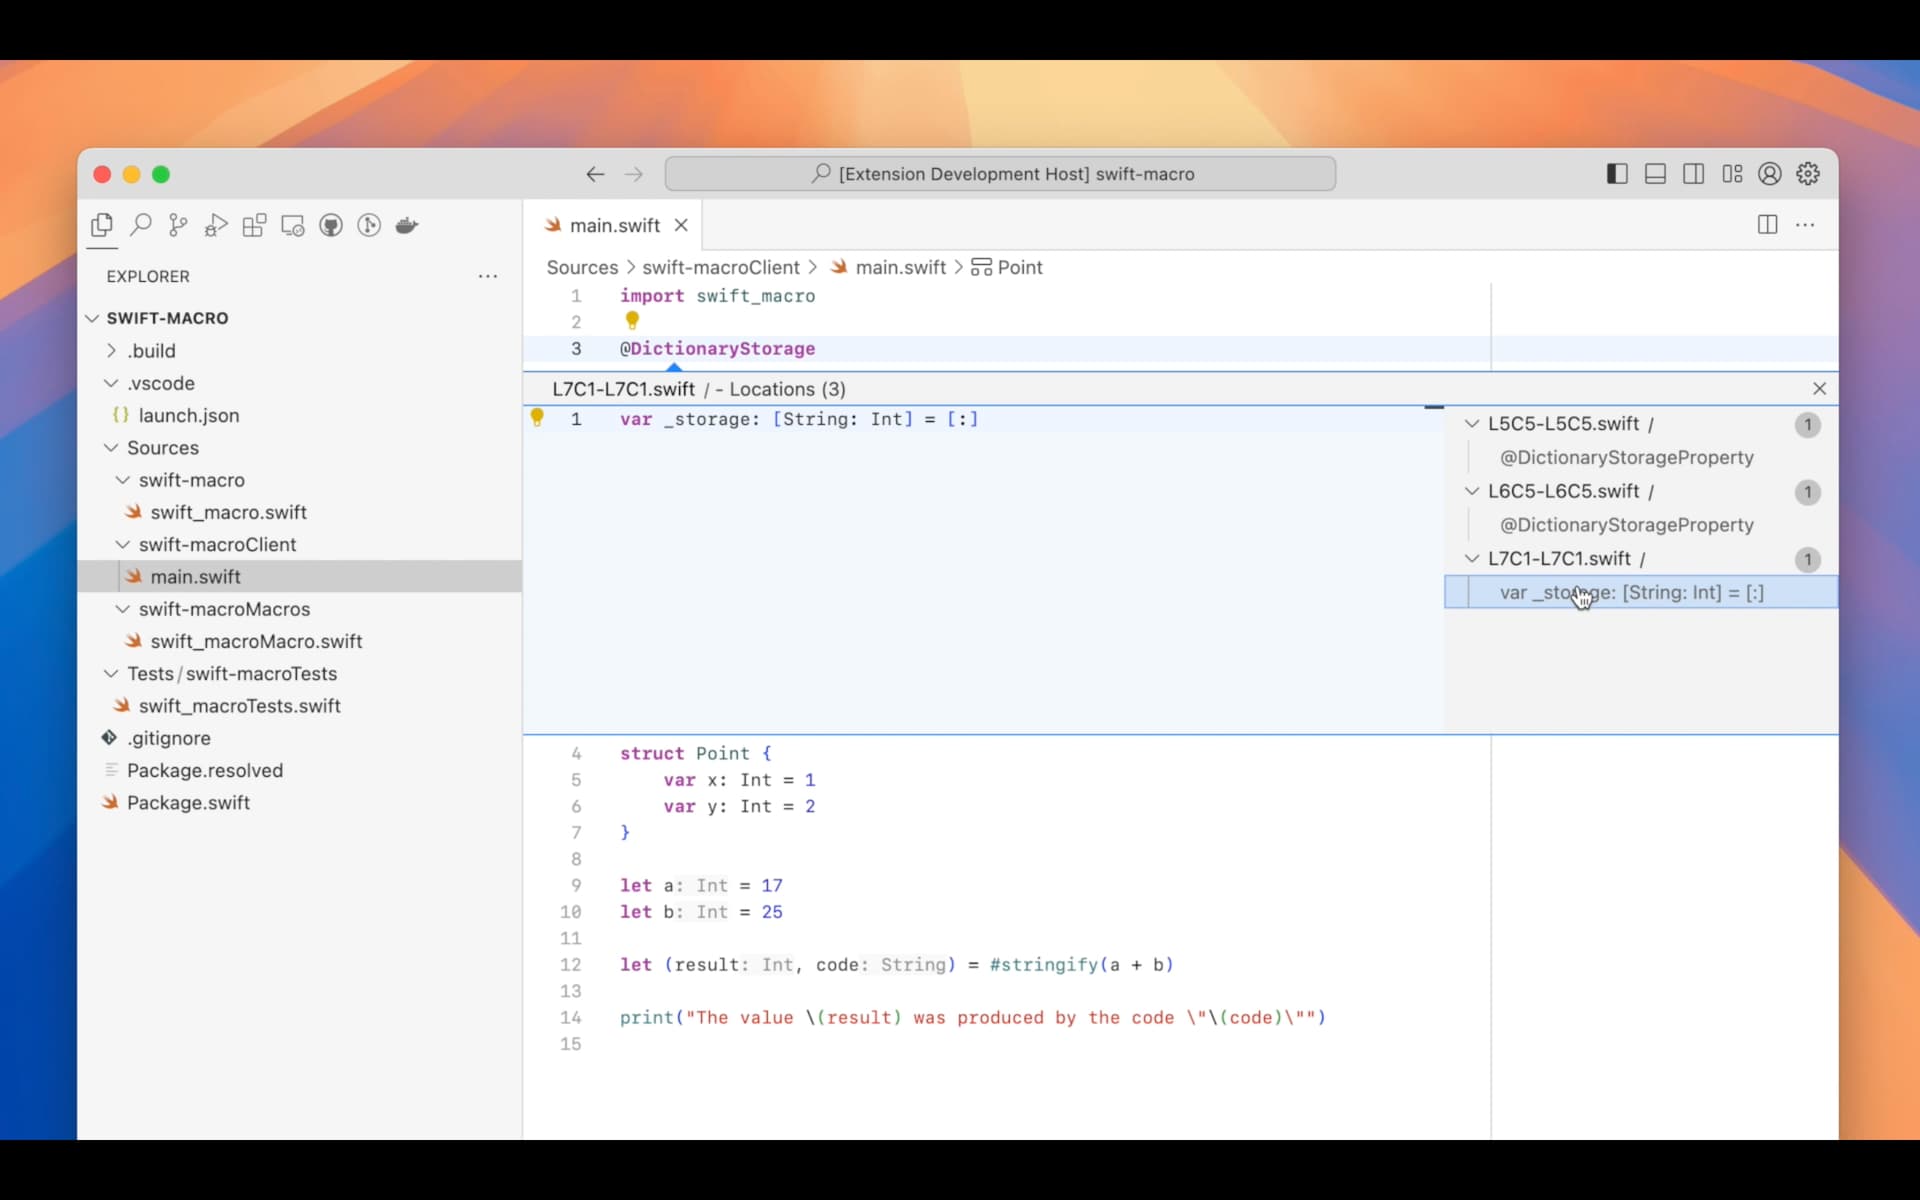 [Extension Development Host] swift-macro
EXPLORER
SWIFT-MACRO
.build
.vscode
{} launch.json
Sources
swift-macro
swift_macro.swift
swift-macroClient
main.swift
swift-macroMacros
swift_macroMacro.swift
Tests/swift-macroTests
swift_macroTests.swift
.gitignore
Package.resolved
Package.swift
main.swift
Sources > swift-macroClient > main.swift > Point
1 import swift_macro
2
3 @DictionaryStorage
L7C1-L7C1.swift / - Locations (3)
1 var _storage: [String: Int] = [:]
L5C5-L5C5.swift / 1
@DictionaryStorageProperty
L6C5-L6C5.swift / 1
@DictionaryStorageProperty
L7C1-L7C1.swift / 1
var _storage: [String: Int] = [:]
4 struct Point {
5 var x: Int = 1
6 var y: Int = 2
7 }
8
9 let a: Int = 17
10 let b: Int = 25
11
12 let (result: Int, code: String) = #stringify(a + b)
13
14 print("The value \(result) was produced by the code \"\(code)\"")
15